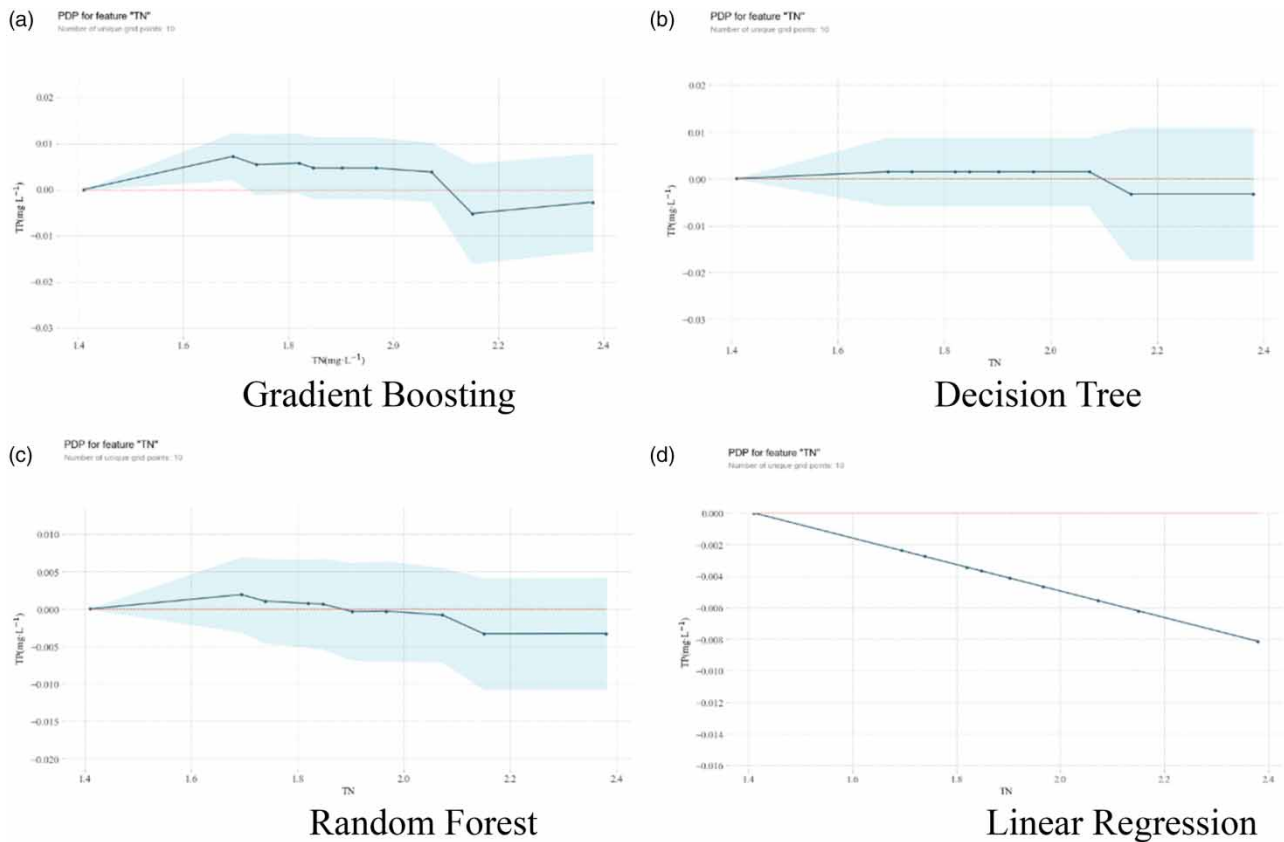 (a)
PDP for feature "TN"
Number of unique grid points: 10
0.02
0.01
0.00
−0.01
−0.02
−0.03
TP(mg·L⁻¹)
1.4 1.6 1.8 2.0 2.2 2.4
TN(mg·L⁻¹)
Gradient Boosting
(b)
PDP for feature "TN"
Number of unique grid points: 10
0.02
0.01
0.00
−0.01
−0.02
−0.03
TP(mg·L⁻¹)
1.4 1.6 1.8 2.0 2.2 2.4
TN
Decision Tree
(c)
PDP for feature "TN"
Number of unique grid points: 10
0.010
0.005
0.000
−0.005
−0.010
−0.015
−0.020
TP(mg·L⁻¹)
1.4 1.6 1.8 2.0 2.2 2.4
TN
Random Forest
(d)
PDP for feature "TN"
Number of unique grid points: 10
0.000
−0.002
−0.004
−0.006
−0.008
−0.010
−0.012
−0.014
−0.016
TP(mg·L⁻¹)
1.4 1.6 1.8 2.0 2.2 2.4
TN
Linear Regression